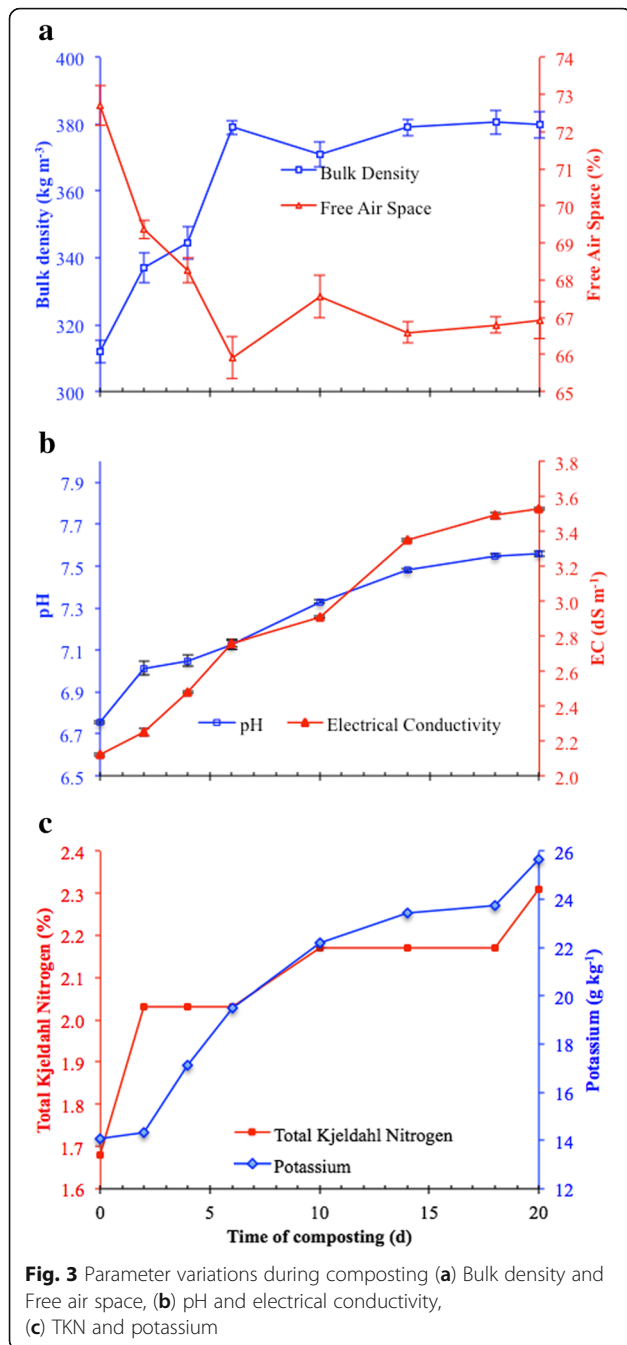 a
400
380
360
340
320
300
Bulk density (kg m⁻³)
Bulk Density
Free Air Space
74
73
72
71
70
69
68
67
66
65
Free Air Space (%)
b
7.9
7.7
7.5
7.3
7.1
6.9
6.7
6.5
pH
pH
Electrical Conductivity
3.8
3.6
3.4
3.2
3.0
2.8
2.6
2.4
2.2
2.0
EC (dS m⁻¹)
c
2.4
2.3
2.2
2.1
2.0
1.9
1.8
1.7
1.6
Total Kjeldahl Nitrogen (%)
Total Kjeldahl Nitrogen
Potassium
26
24
22
20
18
16
14
12
Potassium (g kg⁻¹)
0 5 10 15 20
Time of composting (d)
Fig. 3 Parameter variations during composting (a) Bulk density and
Free air space, (b) pH and electrical conductivity,
(c) TKN and potassium